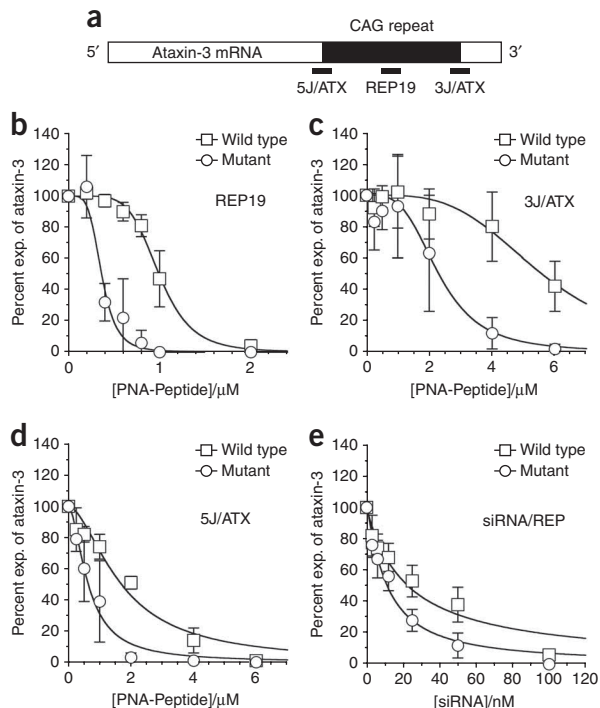 a
CAG repeat
5′ Ataxin-3 mRNA 3′
5J/ATX REP19 3J/ATX
b
Percent exp. of ataxin-3
140
120
100
80
60
40
20
0
Wild type
Mutant
REP19
0 1 2
[PNA-Peptide]/μM
c
Percent exp. of ataxin-3
140
120
100
80
60
40
20
0
Wild type
Mutant
3J/ATX
0 2 4 6
[PNA-Peptide]/μM
d
Percent exp. of ataxin-3
140
120
100
80
60
40
20
0
Wild type
Mutant
5J/ATX
0 2 4 6
[PNA-Peptide]/μM
e
Percent exp. of ataxin-3
140
120
100
80
60
40
20
0
Wild type
Mutant
siRNA/REP
0 20 40 60 80 100
[siRNA]/nM